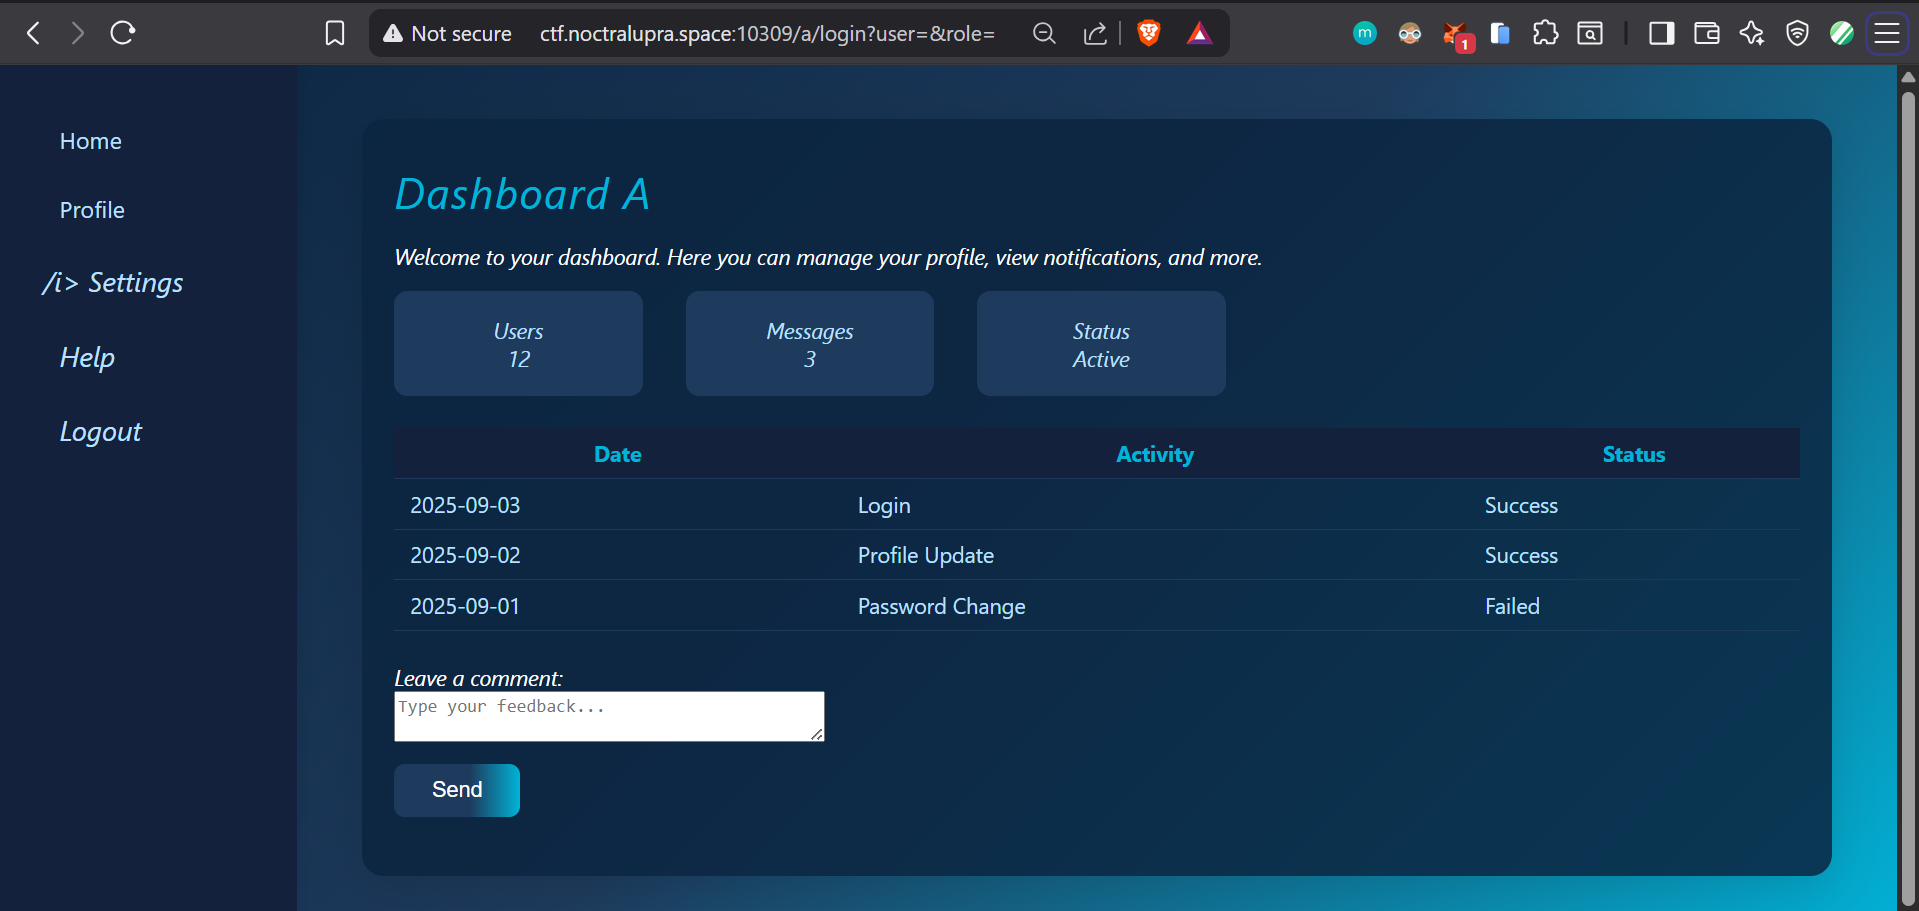 Not secure ctf.noctralupra.space:10309/a/login?user=&role=
m
1
Home
Profile
/i> Settings
Help
Logout
Dashboard A
Welcome to your dashboard. Here you can manage your profile, view notifications, and more.
Users
12
Messages
3
Status
Active
Date Activity Status
2025-09-03 Login Success
2025-09-02 Profile Update Success
2025-09-01 Password Change Failed
Leave a comment:
Type your feedback...
Send